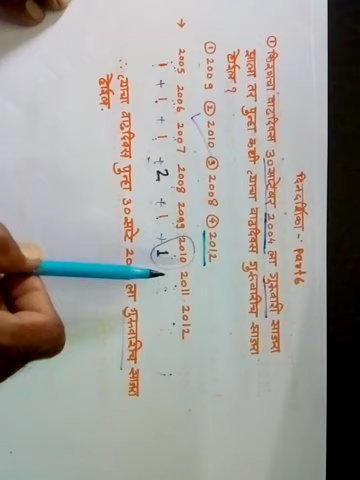 दिनदर्शिका - Part 6
① किरणचा वाढदिवस 30 सप्टेंबर 2004 ला गुरुवारी साजरा
झाला तर पुन्हा कधी त्याचा वाढदिवस गुरुवारीच साजरा
होईल?
① 2009 ② 2010 ③ 2008 ④ 2012
→ 2005 2006 2007 2008 2009 2010 2011 2012
1 + 1 + 1 + 2 + 1 + 1
∴ त्याचा वाढदिवस पुन्हा 30 सप्टें 20 ला गुरुवारीच साजरा
होईल.